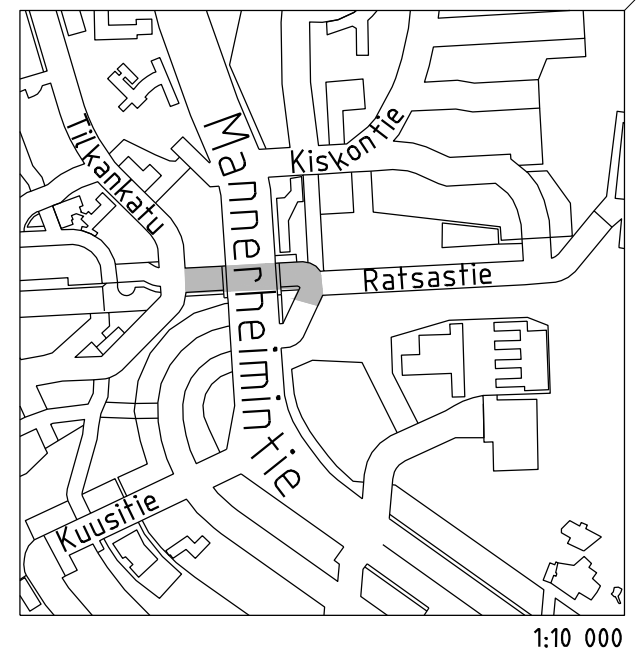 Mannerheimintie
Tilkankatu
Kiskontie
Ratsastie
Kuusitie
1:10 000